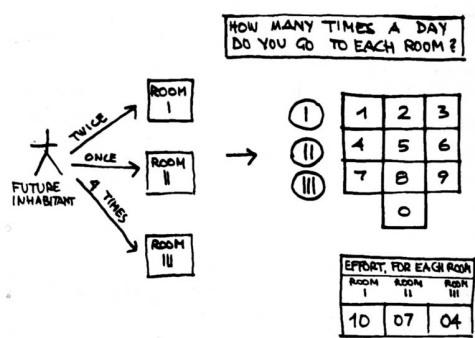 HOW MANY TIMES A DAY
DO YOU GO TO EACH ROOM?
ROOM
I
TWICE
ONCE
ROOM
II
4 TIMES
FUTURE
INHABITANT
ROOM
III
I
II
III
1 2 3
4 5 6
7 8 9
0
EFFORT, FOR EACH ROOM
ROOM ROOM ROOM
I II III
10 07 04